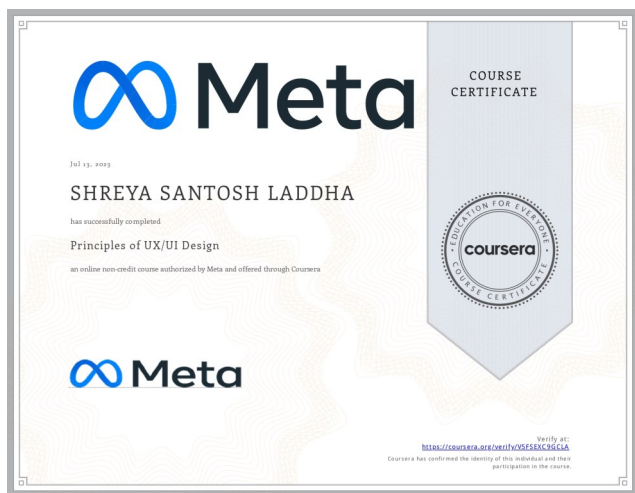 Meta
COURSE
CERTIFICATE
Jul 13, 2023
SHREYA SANTOSH LADDHA
has successfully completed
Principles of UX/UI Design
an online non-credit course authorized by Meta and offered through Coursera
EDUCATION FOR EVERYONE
coursera
COURSE CERTIFICATE
Meta
Verify at:
https://coursera.org/verify/V5FSEXC9GCLA
Coursera has confirmed the identity of this individual and their
participation in the course.